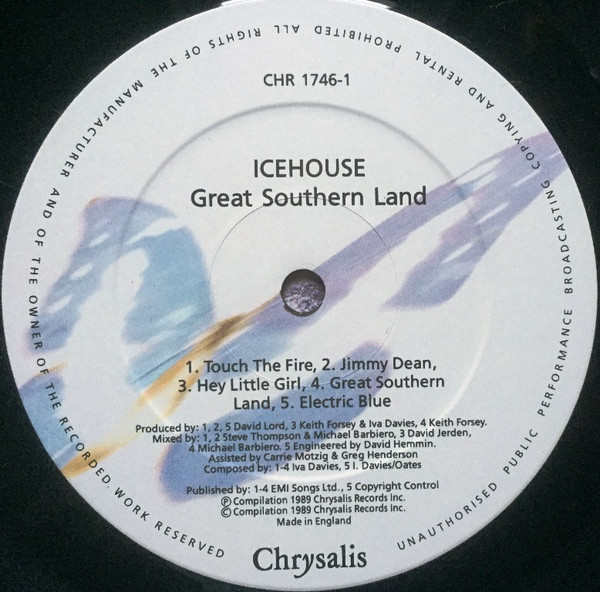 CHR 1746-1
ICEHOUSE
Great Southern Land
1. Touch The Fire, 2. Jimmy Dean,
3. Hey Little Girl, 4. Great Southern
Land, 5. Electric Blue
Produced by: 1, 2, 5 David Lord, 3 Keith Forsey & Iva Davies, 4 Keith Forsey.
Mixed by: 1, 2 Steve Thompson & Michael Barbiero, 3 David Jerden,
4 Michael Barbiero. 5 Engineered by David Hemmin.
Assisted by Carrie Motzig & Greg Henderson
Composed by: 1-4 Iva Davies, 5 I. Davies/Oates
Published by: 1-4 EMI Songs Ltd., 5 Copyright Control
℗ Compilation 1989 Chrysalis Records Inc.
© Compilation 1989 Chrysalis Records Inc.
Made in England
Chrysalis
ALL RIGHTS OF THE MANUFACTURER AND OF THE OWNER OF THE RECORDED WORK RESERVED
UNAUTHORISED PUBLIC PERFORMANCE BROADCASTING COPYING AND RENTAL PROHIBITED